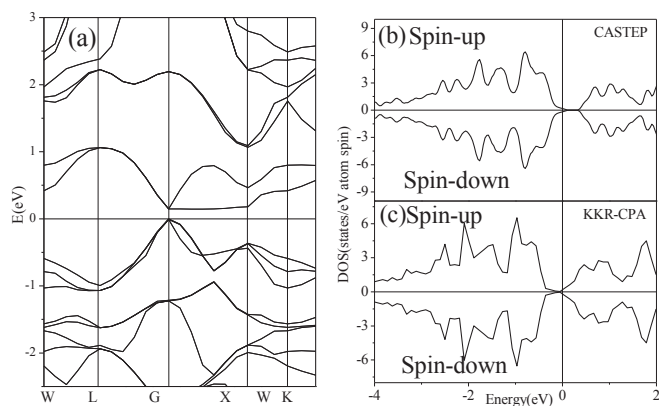 3
2
1
0
-1
-2
E(eV)
(a)
W L G X W K
(b) Spin-up CASTEP
9
6
3
0
-3
-6
-9
Spin-down
(c) Spin-up KKR-CPA
6
3
0
-3
-6
Spin-down
DOS(states/eV atom spin)
-4 -2 0 2
Energy(eV)